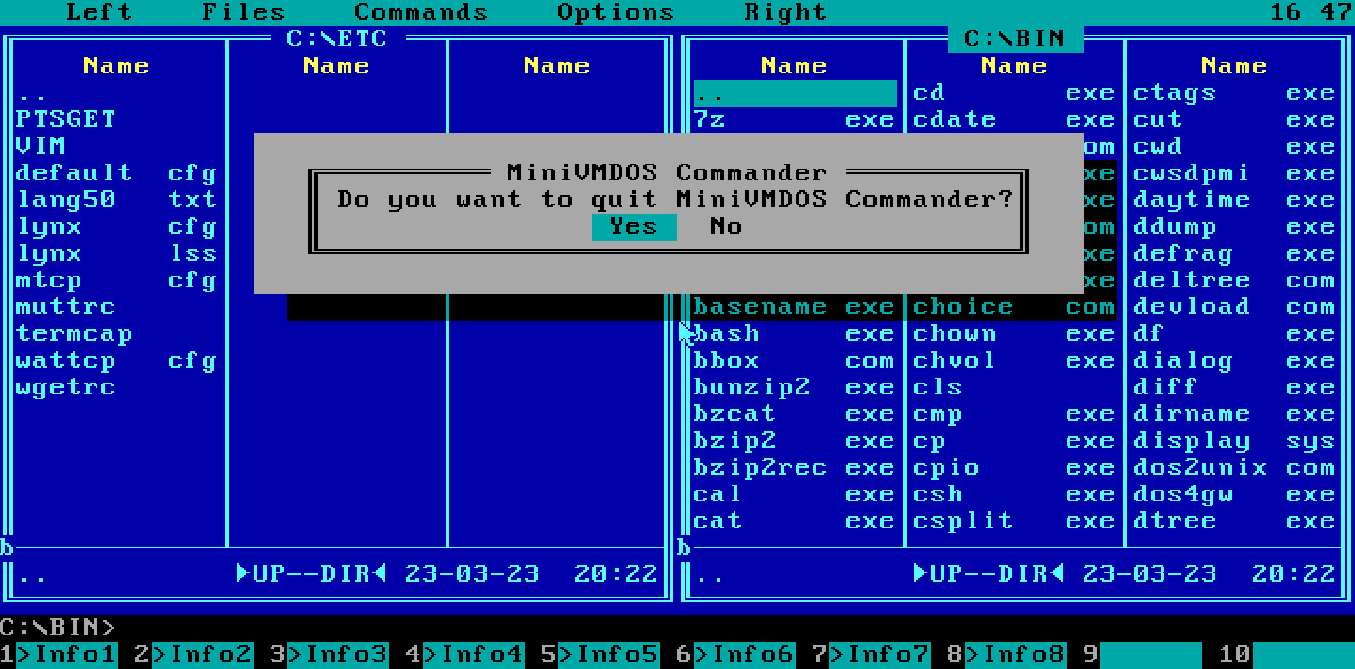 Left Files Commands Options Right 16 47
C:\ETC C:\BIN
Name Name Name Name Name Name
.. .. cd exe ctags exe
PTSGET 7z exe cdate exe cut exe
VIM om cwd exe
default cfg xe cwsdpmi exe
lang50 txt xe daytime exe
lynx cfg om ddump exe
lynx lss xe defrag exe
mtcp cfg xe deltree com
MiniVMDOS Commander
Do you want to quit MiniVMDOS Commander?
Yes No
muttrc basename exe choice com devload com
termcap bash exe chown exe df exe
wattcp cfg bbox com chvol exe dialog exe
wgetrc bunzip2 exe cls diff exe
bzcat exe cmp exe dirname exe
bzip2 exe cp exe display sys
bzip2rec exe cpio exe dos2unix com
cal exe csh exe dos4gw exe
cat exe csplit exe dtree exe
b b
.. ►UP--DIR◄ 23-03-23 20:22 .. ►UP--DIR◄ 23-03-23 20:22
C:\BIN>
1>Info1 2>Info2 3>Info3 4>Info4 5>Info5 6>Info6 7>Info7 8>Info8 9 10